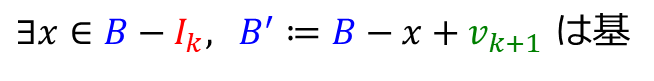 ∃x ∈ B − I_k, B′ ≔ B − x + v_{k+1} は基